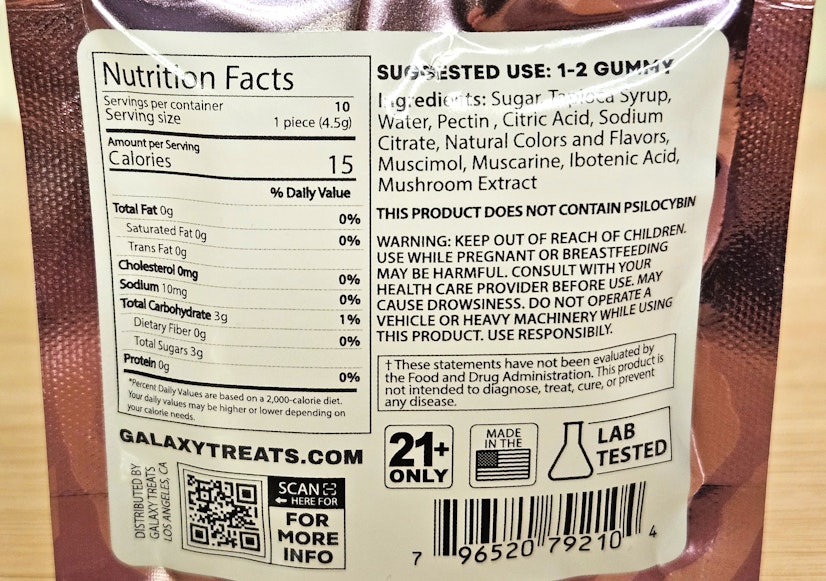 Nutrition Facts
Servings per container 10
Serving size 1 piece (4.5g)
Amount per Serving
Calories 15
% Daily Value
Total Fat 0g 0%
Saturated Fat 0g 0%
Trans Fat 0g
Cholesterol 0mg 0%
Sodium 10mg 0%
Total Carbohydrate 3g 1%
Dietary Fiber 0g 0%
Total Sugars 3g
Protein 0g 0%
*Percent Daily Values are based on a 2,000-calorie diet.
Your daily values may be higher or lower depending on
your calorie needs.
GALAXYTREATS.COM
DISTRIBUTED BY
GALAXY TREATS
LOS ANGELES, CA
SCAN
← HERE FOR
FOR
MORE
INFO
SUGGESTED USE: 1-2 GUMMY
Ingredients: Sugar, Tapioca Syrup,
Water, Pectin , Citric Acid, Sodium
Citrate, Natural Colors and Flavors,
Muscimol, Muscarine, Ibotenic Acid,
Mushroom Extract
THIS PRODUCT DOES NOT CONTAIN PSILOCYBIN
WARNING: KEEP OUT OF REACH OF CHILDREN.
USE WHILE PREGNANT OR BREASTFEEDING
MAY BE HARMFUL. CONSULT WITH YOUR
HEALTH CARE PROVIDER BEFORE USE. MAY
CAUSE DROWSINESS. DO NOT OPERATE A
VEHICLE OR HEAVY MACHINERY WHILE USING
THIS PRODUCT. USE RESPONSIBILY.
† These statements have not been evaluated by
the Food and Drug Administration. This product is
not intended to diagnose, treat, cure, or prevent
any disease.
21+
ONLY
MADE
IN THE
LAB
TESTED
7 96520 79210 4